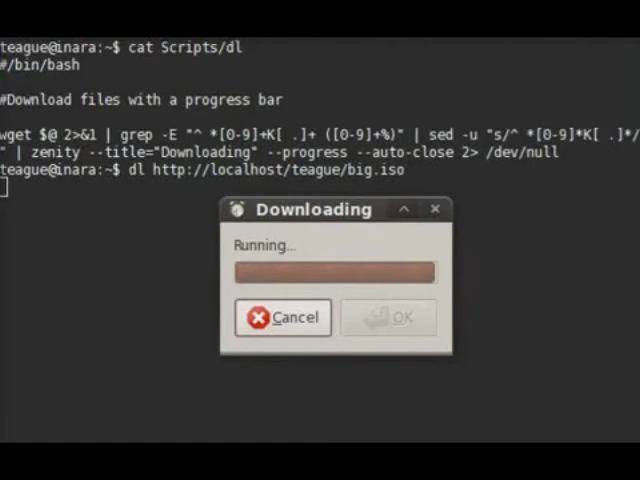 teague@inara:~$ cat Scripts/dl
#/bin/bash
#Download files with a progress bar
wget $@ 2>&1 | grep -E "^ *[0-9]+K[ .]+ ([0-9]+%)" | sed -u "s/^ *[0-9]*K[ .]*/
" | zenity --title="Downloading" --progress --auto-close 2> /dev/null
teague@inara:~$ dl http://localhost/teague/big.iso
Downloading
Running...
Cancel
OK